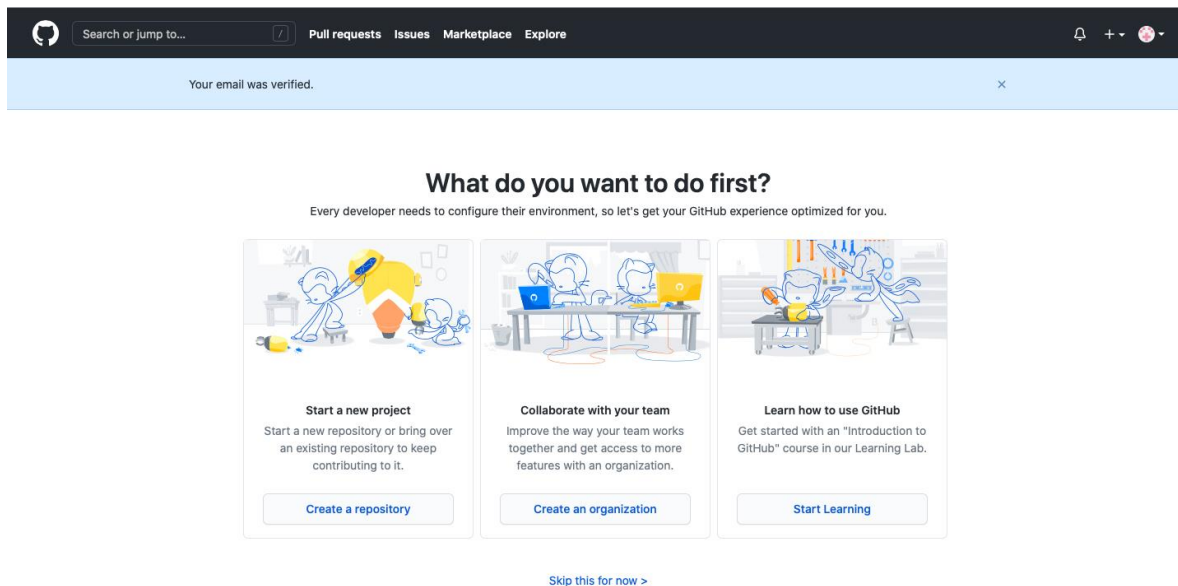 Search or jump to... /
Pull requests Issues Marketplace Explore
Your email was verified.
What do you want to do first?
Every developer needs to configure their environment, so let's get your GitHub experience optimized for you.
Start a new project
Start a new repository or bring over
an existing repository to keep
contributing to it.
Create a repository
Collaborate with your team
Improve the way your team works
together and get access to more
features with an organization.
Create an organization
Learn how to use GitHub
Get started with an "Introduction to
GitHub" course in our Learning Lab.
Start Learning
Skip this for now >